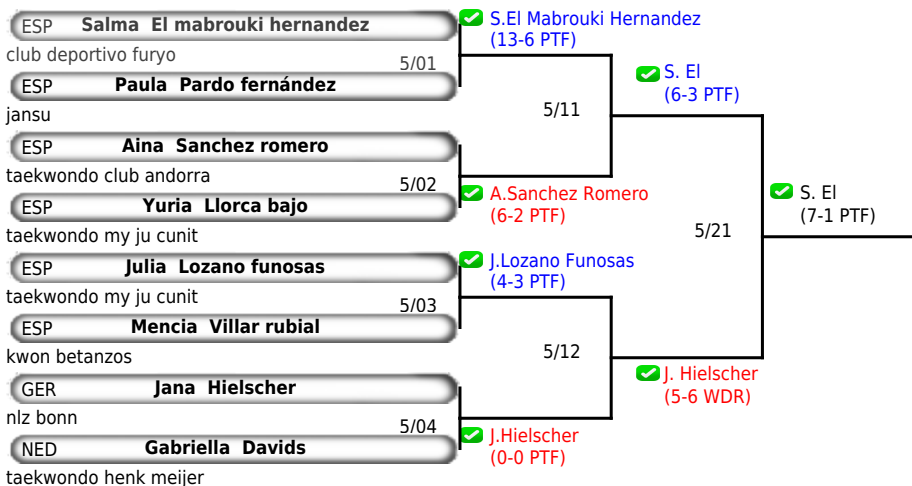 ESP Salma El mabrouki hernandez
club deportivo furyo
5/01
ESP Paula Pardo fernández
jansu
ESP Aina Sanchez romero
taekwondo club andorra
5/02
ESP Yuria Llorca bajo
taekwondo my ju cunit
ESP Julia Lozano funosas
taekwondo my ju cunit
5/03
ESP Mencia Villar rubial
kwon betanzos
GER Jana Hielscher
nlz bonn
5/04
NED Gabriella Davids
taekwondo henk meijer
S.El Mabrouki Hernandez
(13-6 PTF)
5/11
A.Sanchez Romero
(6-2 PTF)
J.Lozano Funosas
(4-3 PTF)
5/12
J.Hielscher
(0-0 PTF)
S. El
(6-3 PTF)
5/21
J. Hielscher
(5-6 WDR)
S. El
(7-1 PTF)